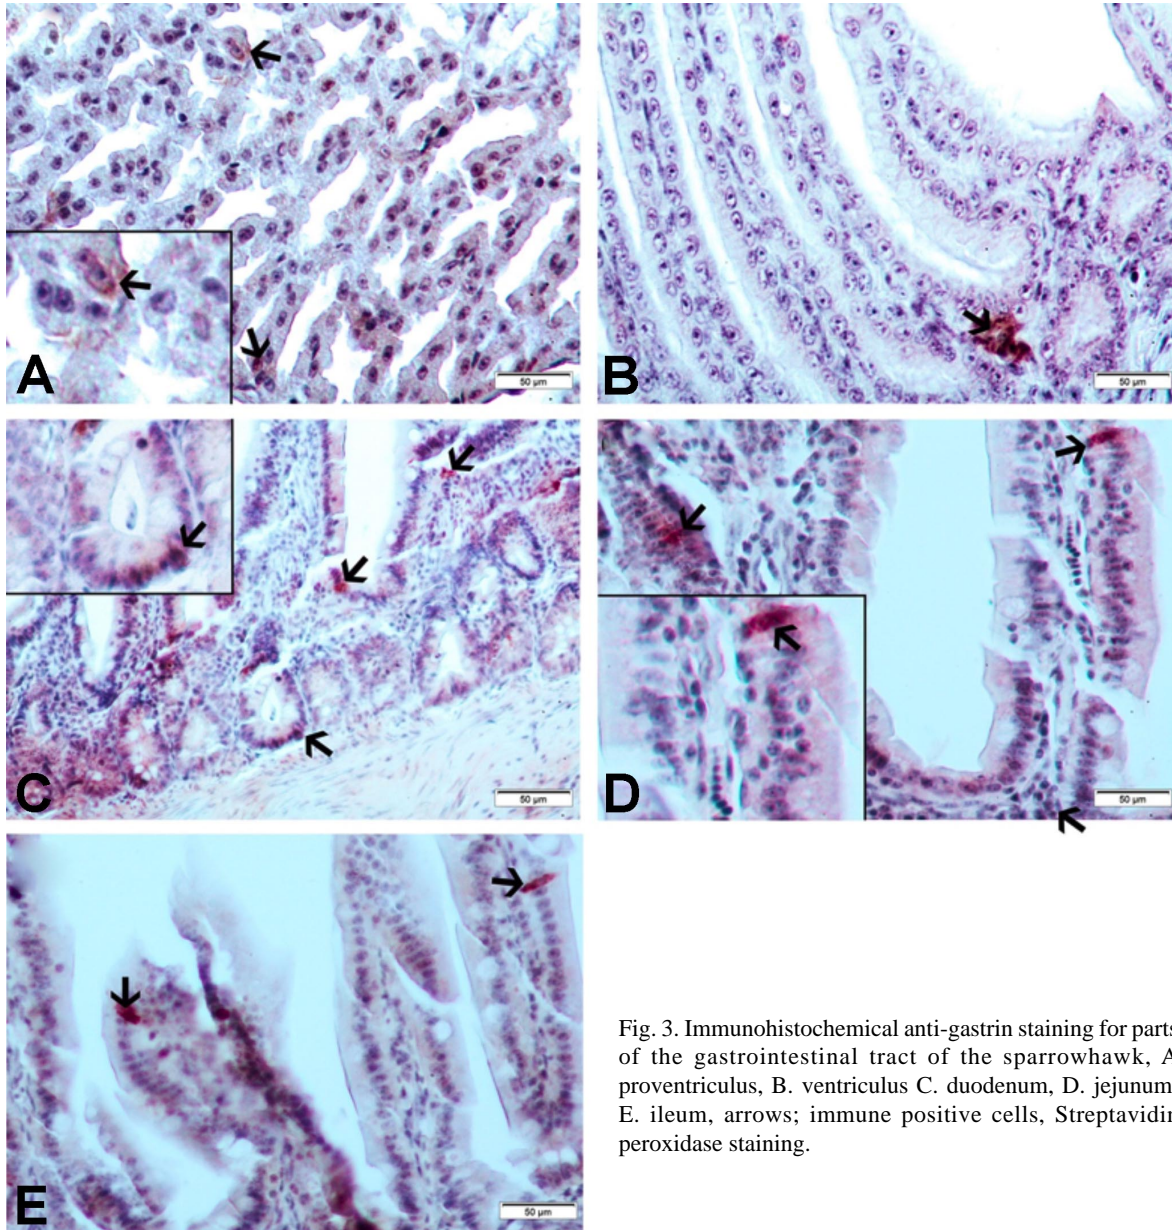 A
50 µm
B
50 µm
C
50 µm
D
50 µm
E
50 µm
Fig. 3. Immunohistochemical anti-gastrin staining for parts
of the gastrointestinal tract of the sparrowhawk, A
proventriculus, B. ventriculus C. duodenum, D. jejunum
E. ileum, arrows; immune positive cells, Streptavidin
peroxidase staining.